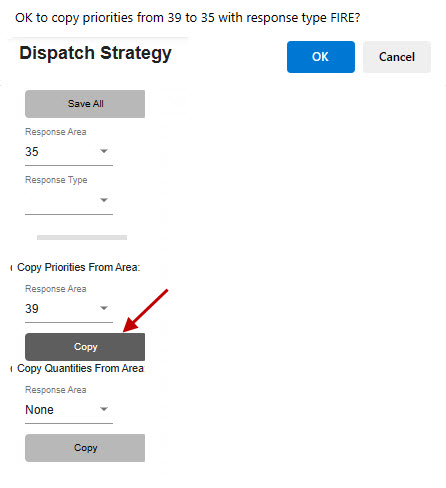 OK to copy priorities from 39 to 35 with response type FIRE?
Dispatch Strategy
OK
Cancel
Save All
Response Area
35
Response Type
Copy Priorities From Area:
Response Area
39
Copy
Copy Quantities From Area
Response Area
None
Copy